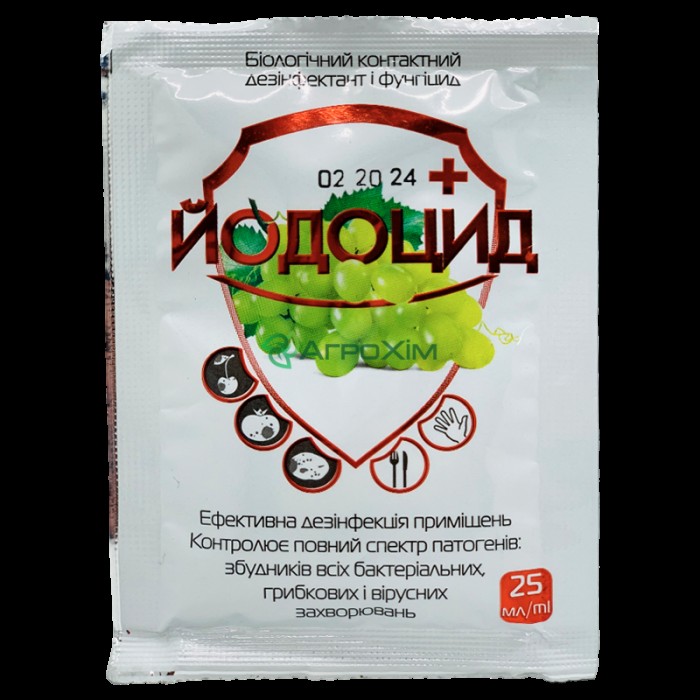 Біологічний контактний
дезінфектант і фунгіцид
02 20 24
ЙОДОЦИД
АгроХім
Ефективна дезінфекція приміщень
Контролює повний спектр патогенів:
збудників всіх бактеріальних,
грибкових і вірусних
захворювань
25
мл/ml